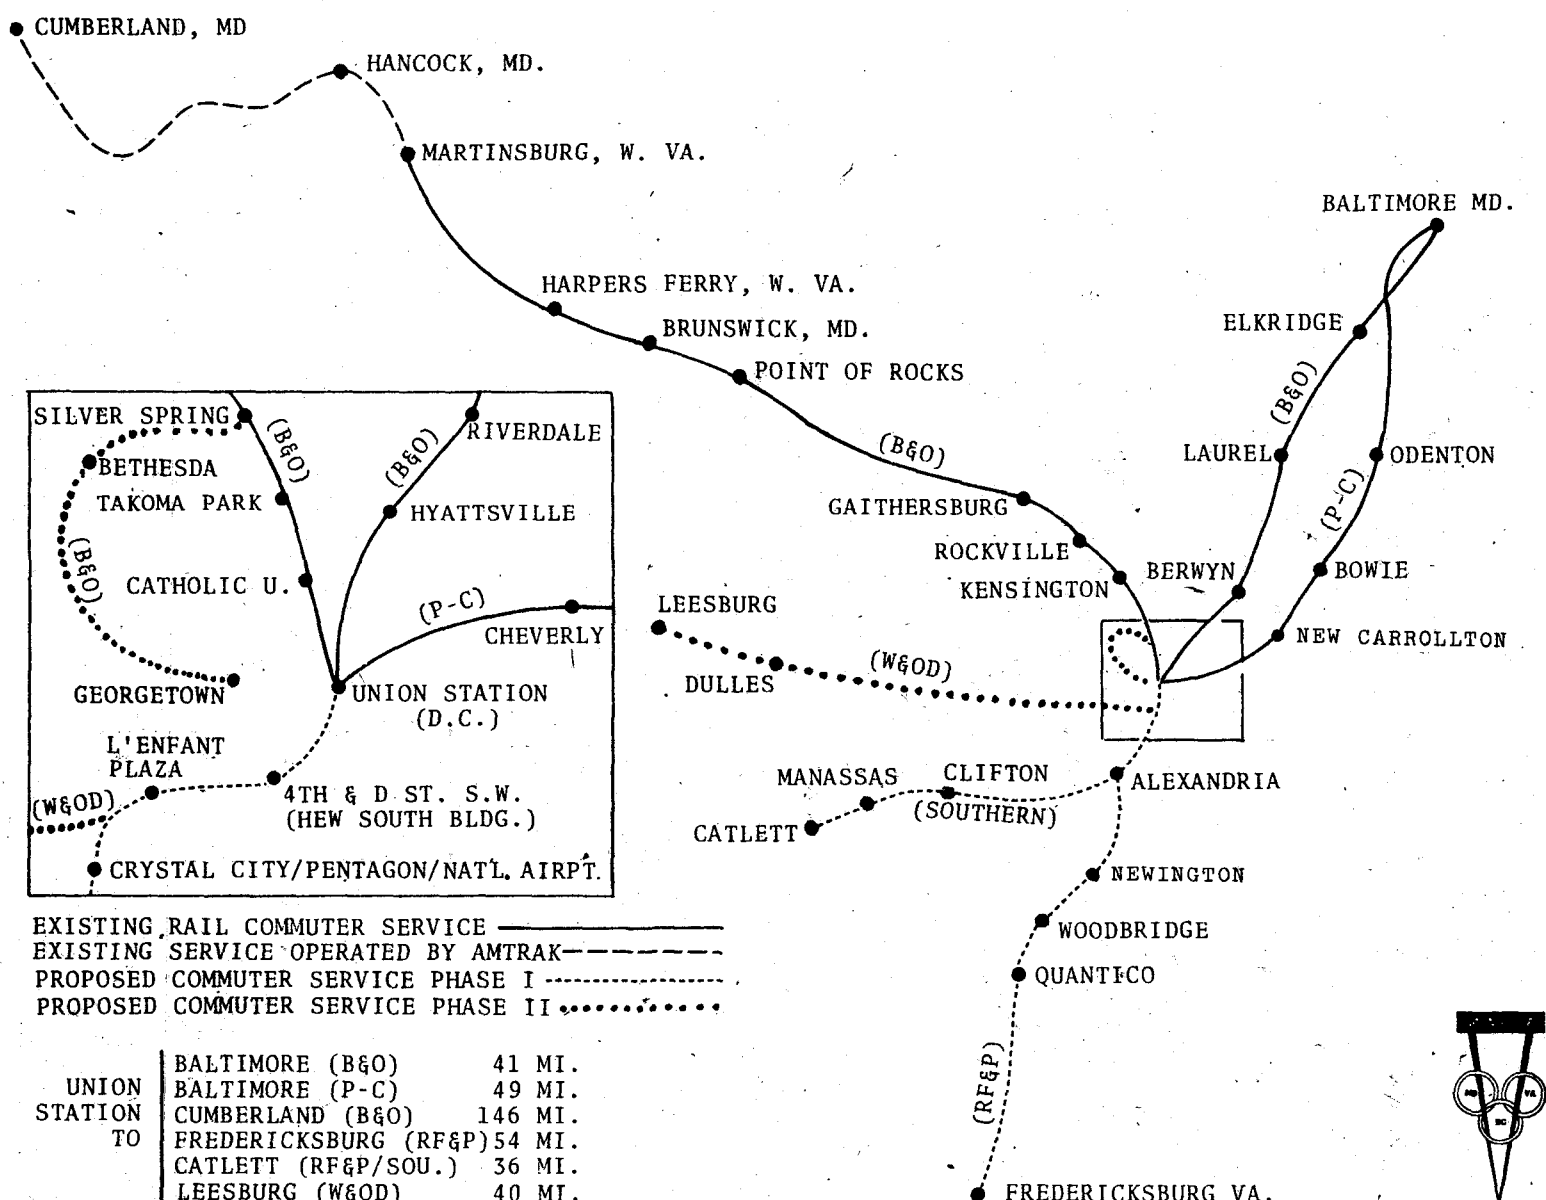 CUMBERLAND, MD
HANCOCK, MD.
MARTINSBURG, W. VA.
BALTIMORE MD.
HARPERS FERRY, W. VA.
BRUNSWICK, MD.
ELKRIDGE
POINT OF ROCKS
(B&O)
(B&O)
LAUREL
ODENTON
(P-C)
GAITHERSBURG
ROCKVILLE
KENSINGTON
BERWYN
BOWIE
NEW CARROLLTON
LEESBURG
DULLES
(W&OD)
MANASSAS
CLIFTON
(SOUTHERN)
CATLETT
ALEXANDRIA
NEWINGTON
WOODBRIDGE
QUANTICO
(RF&P)
FREDERICKSBURG VA.
SILVER SPRING
(B&O)
(B&O)
RIVERDALE
BETHESDA
TAKOMA PARK
HYATTSVILLE
(B&O)
CATHOLIC U.
(P-C)
CHEVERLY
GEORGETOWN
UNION STATION
(D.C.)
L'ENFANT
PLAZA
(W&OD)
4TH & D ST. S.W.
(HEW SOUTH BLDG.)
CRYSTAL CITY/PENTAGON/NAT'L. AIRPT.
EXISTING RAIL COMMUTER SERVICE
EXISTING SERVICE OPERATED BY AMTRAK
PROPOSED COMMUTER SERVICE PHASE I
PROPOSED COMMUTER SERVICE PHASE II
UNION
STATION
TO
BALTIMORE (B&O) 41 MI.
BALTIMORE (P-C) 49 MI.
CUMBERLAND (B&O) 146 MI.
FREDERICKSBURG (RF&P) 54 MI.
CATLETT (RF&P/SOU.) 36 MI.
LEESBURG (W&OD) 40 MI.
VA